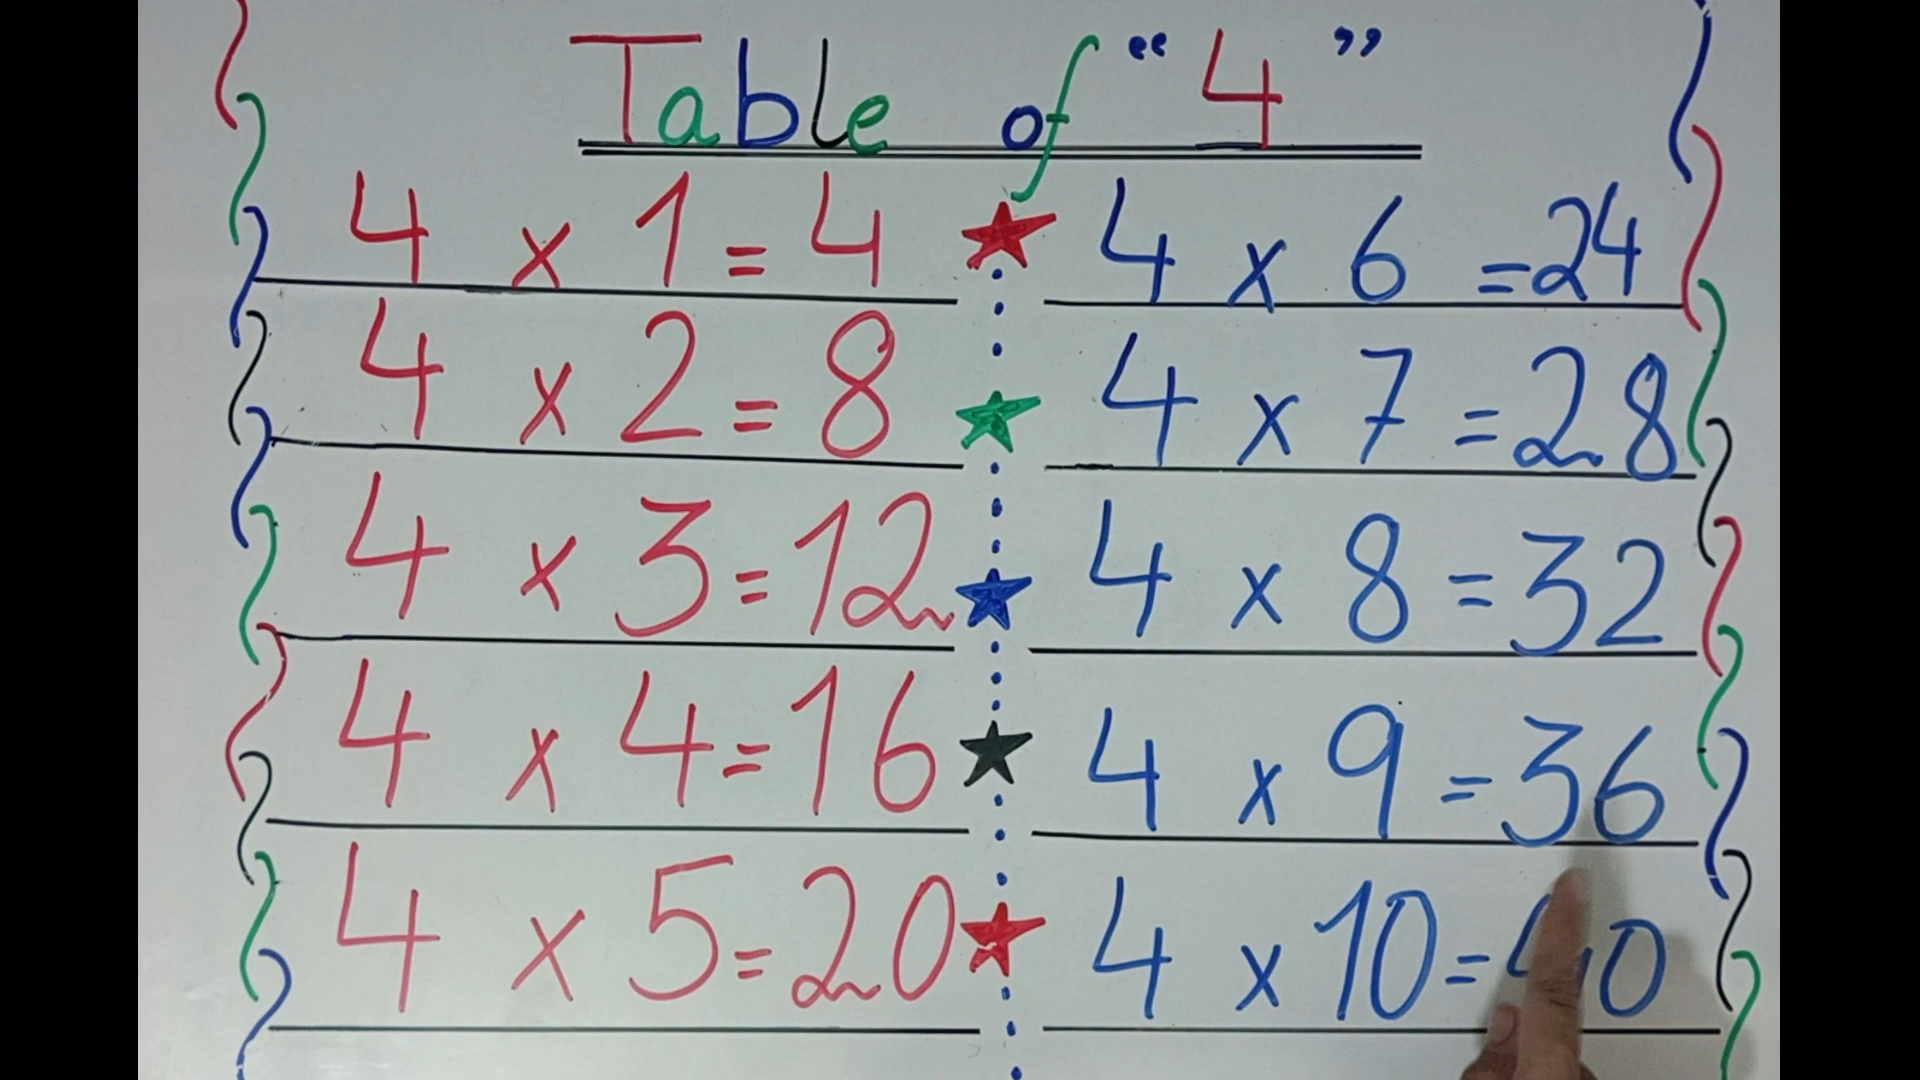 Table of “4”
4 x 1 = 4
4 x 2 = 8
4 x 3 = 12
4 x 4 = 16
4 x 5 = 20
4 x 6 = 24
4 x 7 = 28
4 x 8 = 32
4 x 9 = 36
4 x 10 = 40